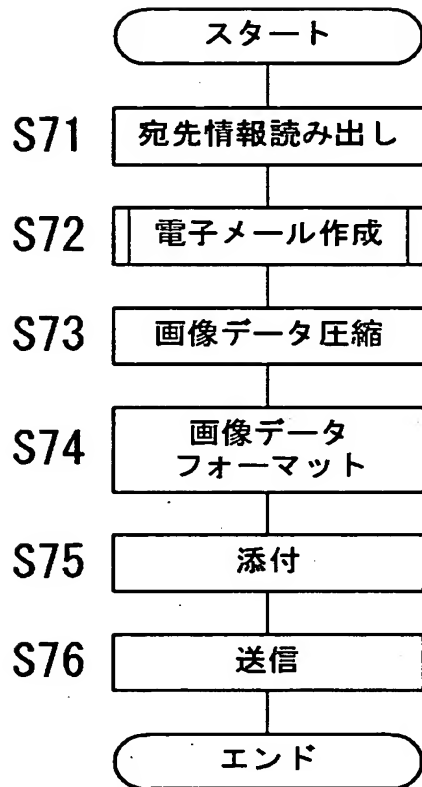 スタート
S71 宛先情報読み出し
S72 電子メール作成
S73 画像データ圧縮
S74 画像データ
フォーマット
S75 添付
S76 送信
エンド